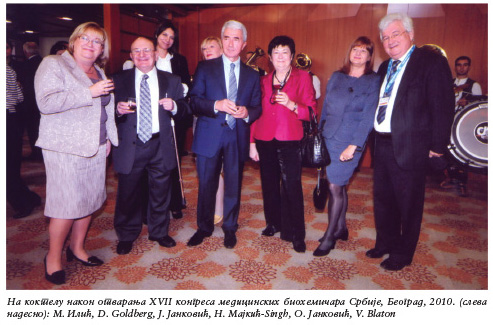 На коктелу након отварања XVII конгреса медицинских биохемичара Србије, Београд, 2010. (слева
надесно): М. Илић, D. Goldberg, Ј. Јанковић, Н. Мајкић-Singh, О. Јанковић, V. Blaton